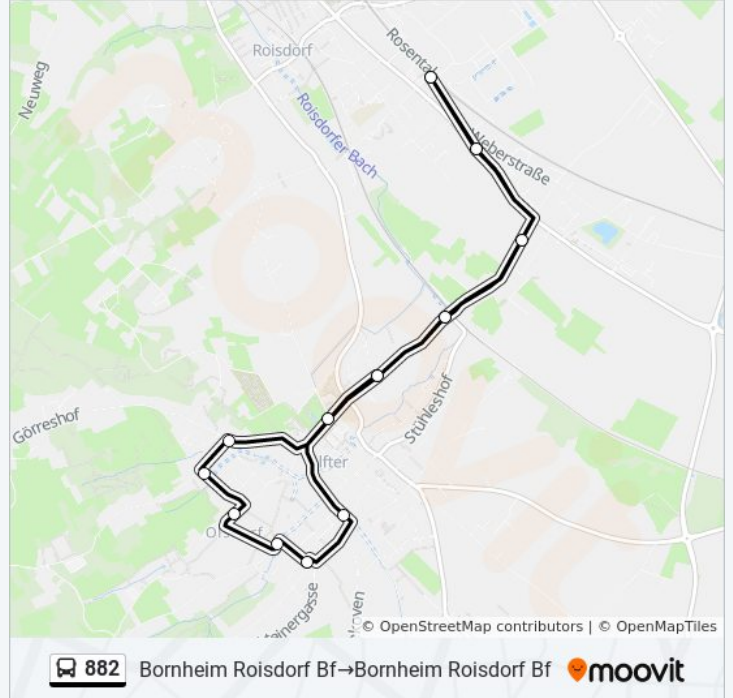 Roisdorf
Rosental
Neuweg
Roisdorfer Bach
Weberstraße
Stühleshof
Görreshof
lfter
© OpenStreetMap contributors | © OpenMapTiles
882 Bornheim Roisdorf Bf→Bornheim Roisdorf Bf moovit